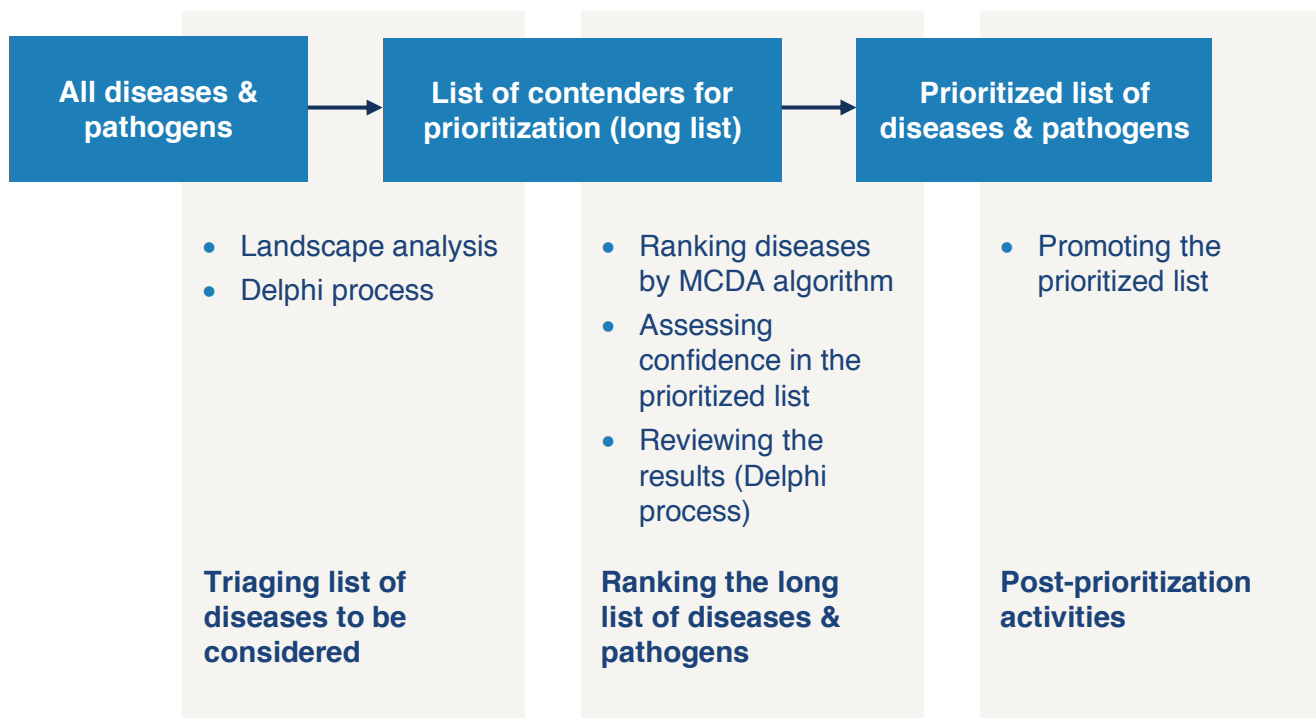 All diseases &
pathogens
List of contenders for
prioritization (long list)
Prioritized list of
diseases & pathogens
• Landscape analysis
• Delphi process
Triaging list of
diseases to be
considered
• Ranking diseases
by MCDA algorithm
• Assessing
confidence in the
prioritized list
• Reviewing the
results (Delphi
process)
Ranking the long
list of diseases &
pathogens
• Promoting the
prioritized list
Post-prioritization
activities